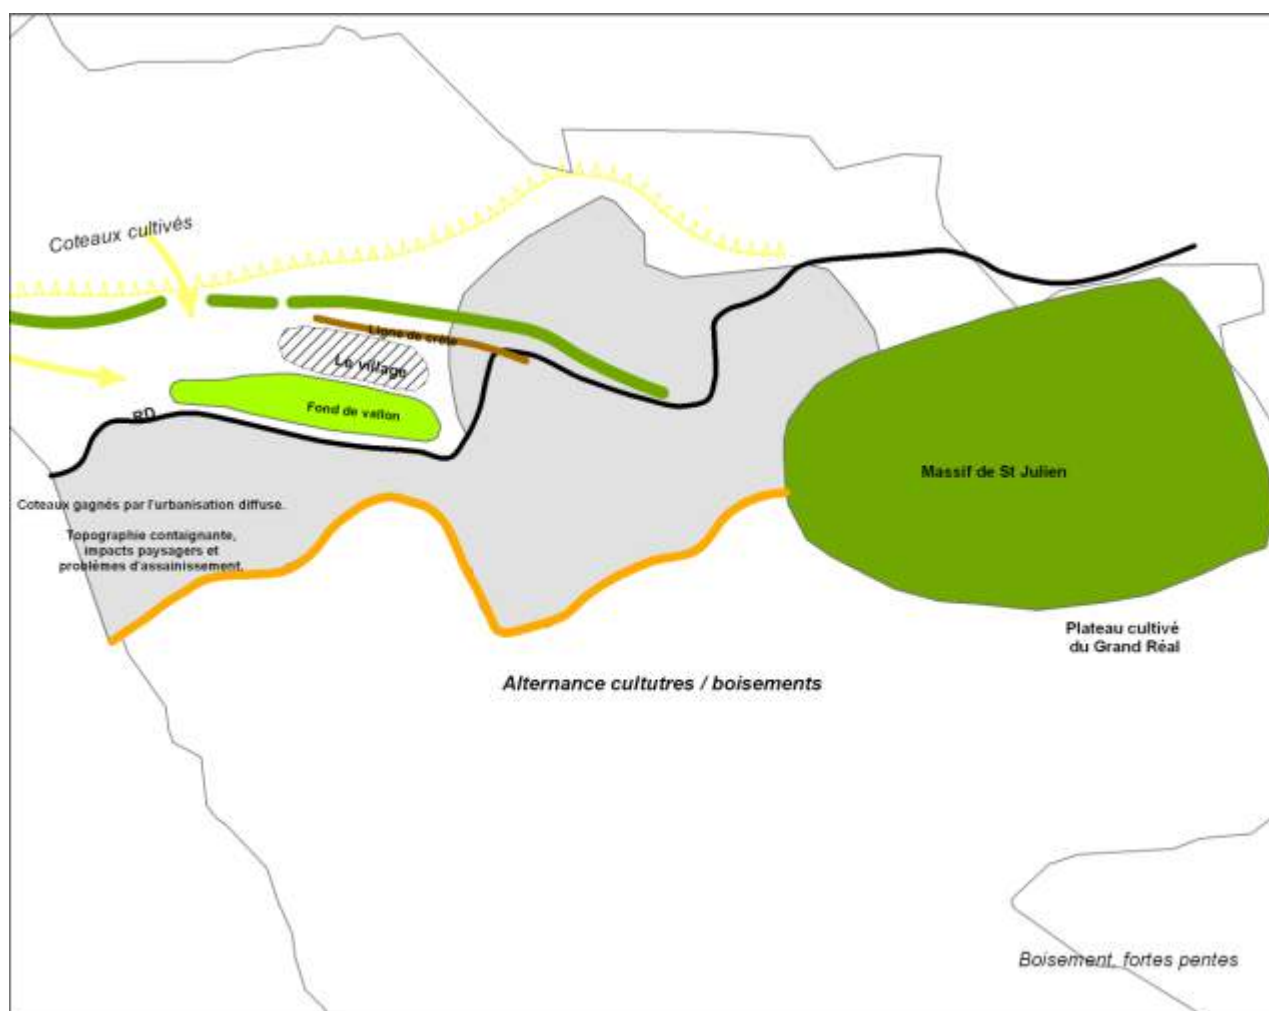 Coteaux cultivés
Ligne de crête
Le village
Fond de vallon
RD
Massif de St Julien
Coteaux gagnés par l'urbanisation diffuse.
Topographie contaignante,
impacts paysagers et
problèmes d'assainissement.
Plateau cultivé
du Grand Réal
Alternance cultutres / boisements
Boisement, fortes pentes